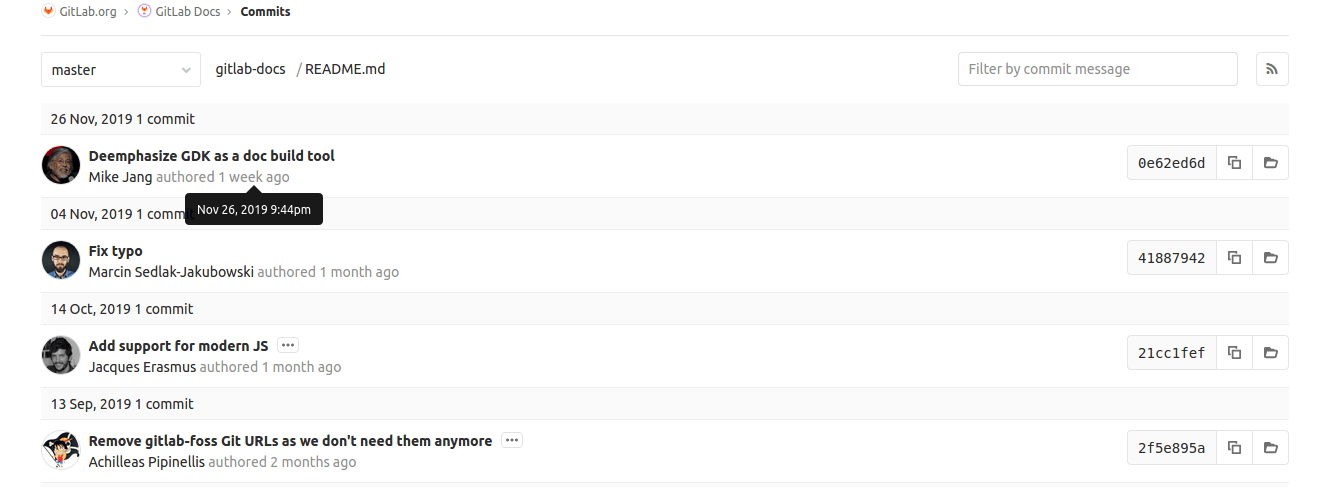 GitLab.org > GitLab Docs > Commits
master gitlab-docs / README.md Filter by commit message
26 Nov, 2019 1 commit
Deemphasize GDK as a doc build tool
Mike Jang authored 1 week ago 0e62ed6d
Nov 26, 2019 9:44pm
04 Nov, 2019 1 commit
Fix typo
Marcin Sedlak-Jakubowski authored 1 month ago 41887942
14 Oct, 2019 1 commit
Add support for modern JS ···
Jacques Erasmus authored 1 month ago 21cc1fef
13 Sep, 2019 1 commit
Remove gitlab-foss Git URLs as we don't need them anymore ···
Achilleas Pipinellis authored 2 months ago 2f5e895a